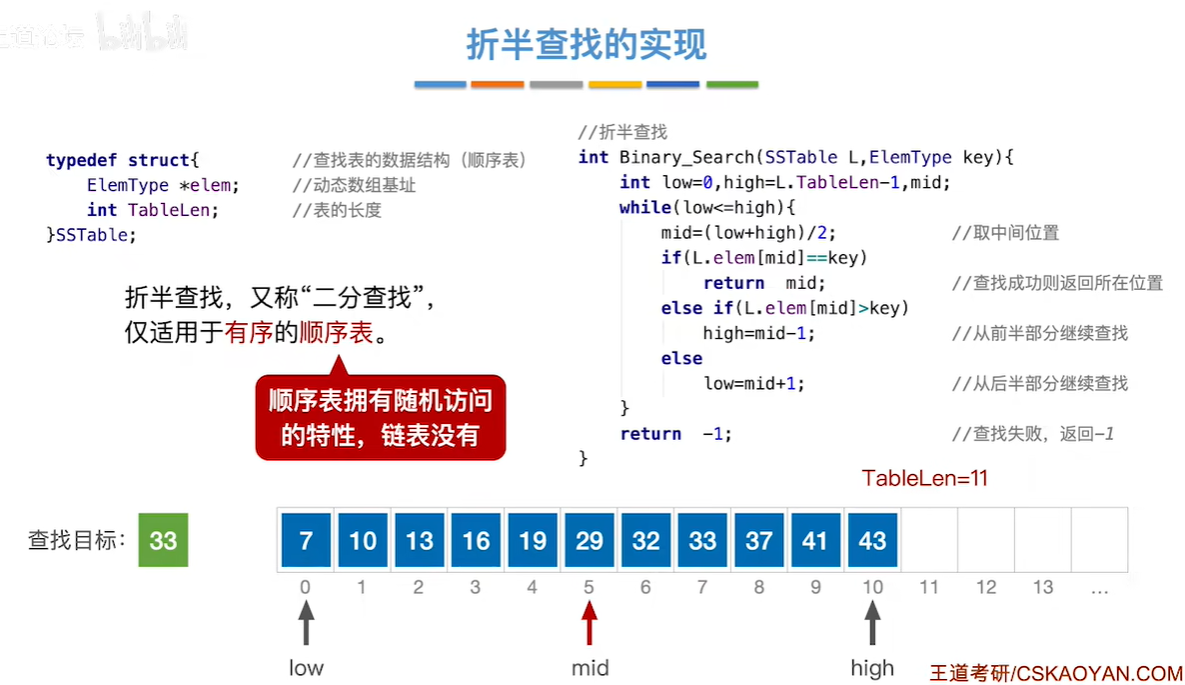 折半查找的实现
typedef struct{ //查找表的数据结构（顺序表）
ElemType *elem; //动态数组基址
int TableLen; //表的长度
}SSTable;
折半查找，又称“二分查找”，
仅适用于有序的顺序表。
顺序表拥有随机访问
的特性，链表没有
//折半查找
int Binary_Search(SSTable L,ElemType key){
int low=0,high=L.TableLen-1,mid;
while(low<=high){
mid=(low+high)/2; //取中间位置
if(L.elem[mid]==key)
return mid; //查找成功则返回所在位置
else if(L.elem[mid]>key)
high=mid-1; //从前半部分继续查找
else
low=mid+1; //从后半部分继续查找
}
return -1; //查找失败，返回-1
}
TableLen=11
查找目标： 33 7 10 13 16 19 29 32 33 37 41 43
0 1 2 3 4 5 6 7 8 9 10 11 12 13 …
low mid high
王道考研/CSKAOYAN.COM